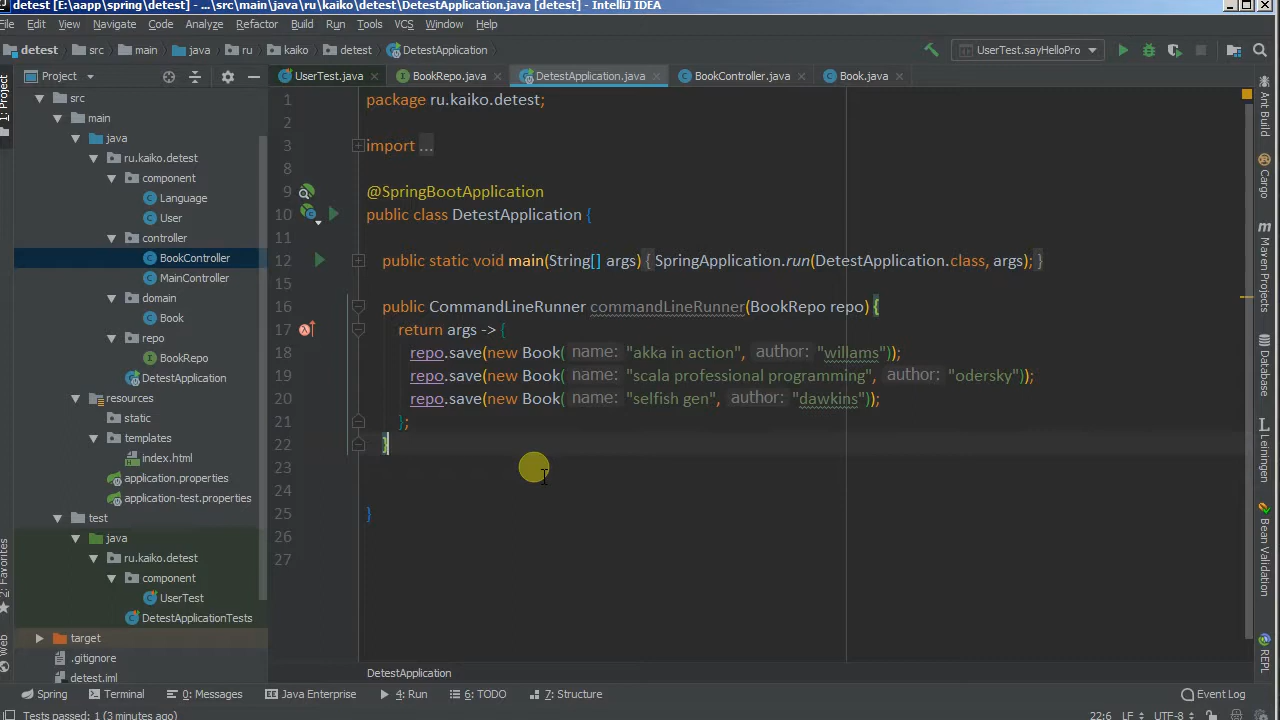 detest [E:\aapp\spring\detest] - ...\src\main\java\ru\kaiko\detest\DetestApplication.java [detest] - IntelliJ IDEA
File Edit View Navigate Code Analyze Refactor Build Run Tools VCS Window Help
detest src main java ru kaiko detest DetestApplication UserTest.sayHelloPro
Project UserTest.java BookRepo.java DetestApplication.java BookController.java Book.java
src
main
java
ru.kaiko.detest
component
Language
User
controller
BookController
MainController
domain
Book
repo
BookRepo
DetestApplication
resources
static
templates
index.html
application.properties
application-test.properties
test
java
ru.kaiko.detest
component
UserTest
DetestApplicationTests
target
.gitignore
detest.iml
1 package ru.kaiko.detest;
2
3 import ...
8
9 @SpringBootApplication
10 public class DetestApplication {
11
12 public static void main(String[] args) { SpringApplication.run(DetestApplication.class, args); }
15
16 public CommandLineRunner commandLineRunner(BookRepo repo) {
17 return args -> {
18 repo.save(new Book( name: "akka in action", author: "willams"));
19 repo.save(new Book( name: "scala professional programming", author: "odersky"));
20 repo.save(new Book( name: "selfish gen", author: "dawkins"));
21 };
22 }
23
24
25 }
26
27
DetestApplication
1: Project
2: Favorites
Web
Ant Build
Cargo
Maven Projects
Database
Leiningen
Bean Validation
REPL
Spring Terminal 0: Messages Java Enterprise 4: Run 6: TODO 7: Structure Event Log
Tests passed: 1 (3 minutes ago) 22:6 LF UTF-8